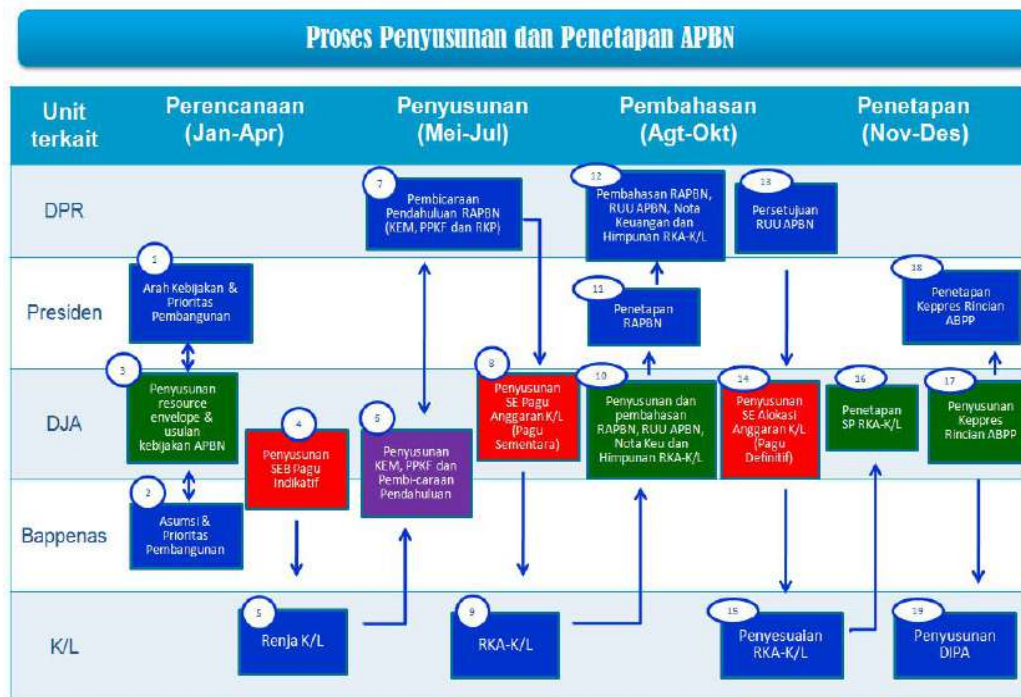 Proses Penyusunan dan Penetapan APBN
Unit
terkait
Perencanaan
(Jan-Apr)
Penyusunan
(Mei-Jul)
Pembahasan
(Agt-Okt)
Penetapan
(Nov-Des)
DPR
7
Pembicaraan
Pendahuluan RAPBN
(KEM, PPKF dan RKP)
12
Pembahasan RAPBN,
RUU APBN, Nota
Keuangan dan
Himpunan RKA-K/L
13
Persetujuan
RUU APBN
Presiden
1
Arah Kebijakan &
Prioritas
Pembangunan
11
Penetapan
RAPBN
18
Penetapan
Keppres Rincian
ABPP
DJA
3
Penyusunan
resource
envelope &
usulan
kebijakan APBN
4
Penyusunan
SEB Pagu
Indikatif
6
Penyusunan
KEM, PPKF dan
Pembi-caraan
Pendahuluan
8
Penyusunan
SE Pagu
Anggaran K/L
(Pagu
Sementara)
10
Penyusunan dan
pembahasan
RAPBN, RUU APBN,
Nota Keu dan
Himpunan RKA-K/L
14
Penyusunan
SE Alokasi
Anggaran K/L
(Pagu
Definitif)
16
Penetapan
SP RKA-K/L
17
Penyusunan
Keppres
Rincian ABPP
Bappenas
2
Asumsi &
Prioritas
Pembangunan
K/L
5
Renja K/L
9
RKA-K/L
15
Penyesualan
RKA-K/L
19
Penyusunan
DIPA